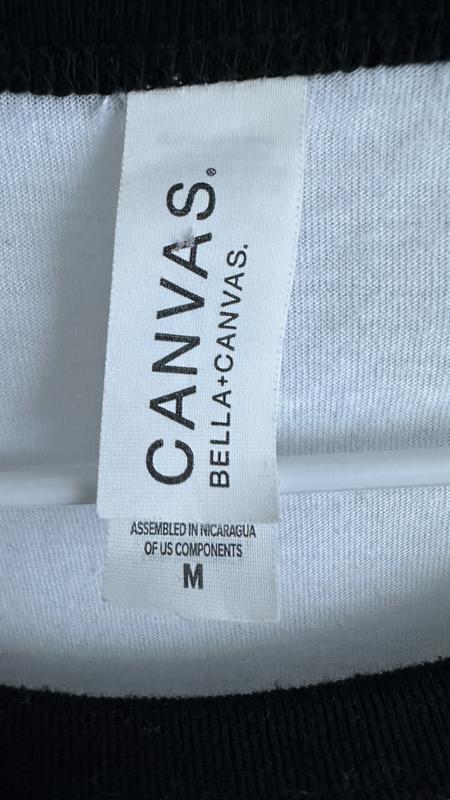 CANVAS.®
BELLA+CANVAS.
ASSEMBLED IN NICARAGUA
OF US COMPONENTS
M